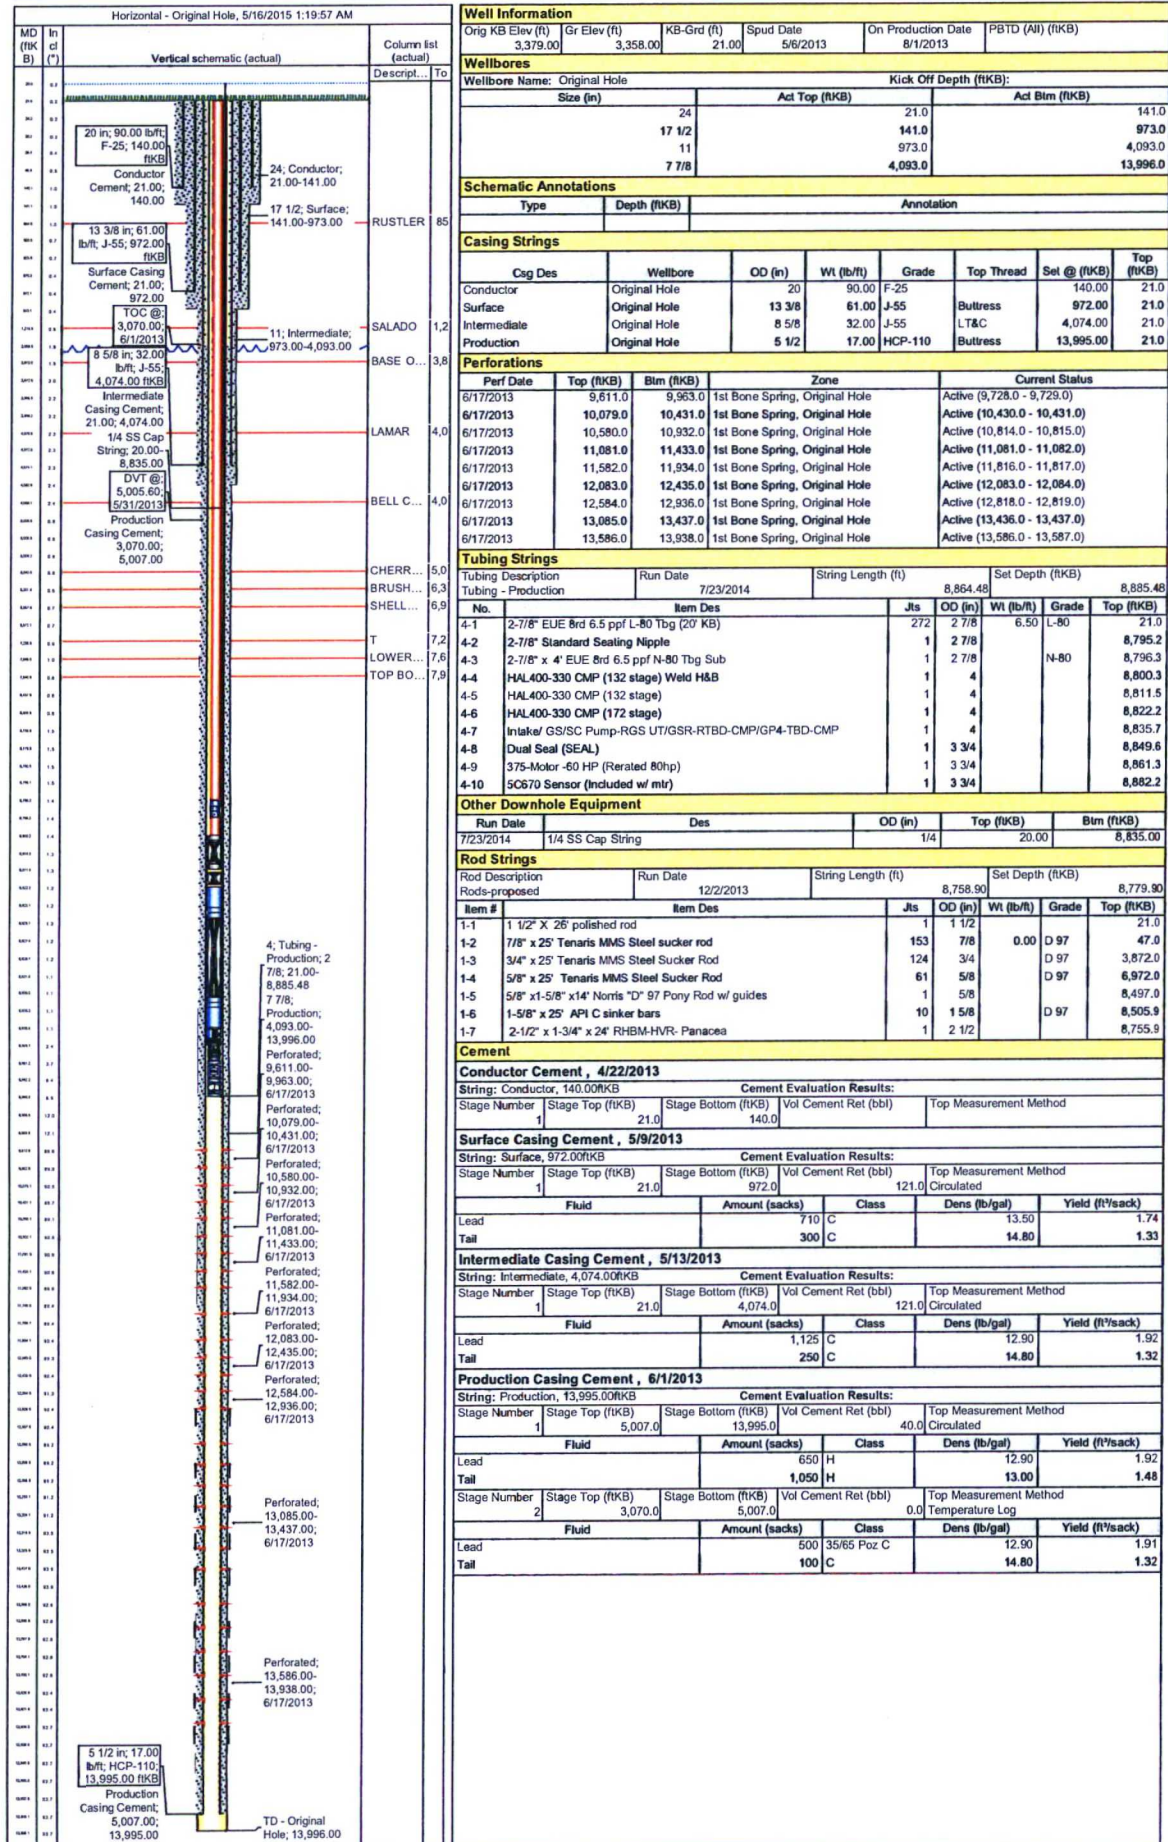 Horizontal - Original Hole, 5/16/2015 1:19:57 AM
MD (ftK B)
In cl (°)
Vertical schematic (actual)
Column list (actual)
Descript... To
20 in; 90.00 lb/ft; F-25; 140.00 ftKB
Conductor Cement; 21.00; 140.00
24; Conductor; 21.00-141.00
17 1/2; Surface; 141.00-973.00
RUSTLER 85
13 3/8 in; 61.00 lb/ft; J-55; 972.00 ftKB
Surface Casing Cement; 21.00; 972.00
TOC @; 3,070.00; 6/1/2013
11; Intermediate; 973.00-4,093.00
SALADO 1,2
BASE O... 3,8
8 5/8 in; 32.00 lb/ft; J-55; 4,074.00 ftKB
Intermediate Casing Cement; 21.00; 4,074.00
LAMAR 4,0
1/4 SS Cap String; 20.00-8,835.00
DVT @; 5,005.60; 5/31/2013
BELL C... 4,0
Production Casing Cement; 3,070.00; 5,007.00
CHERR... 5,0
BRUSH... 6,3
SHELL... 6,9
T 7,2
LOWER... 7,6
TOP BO... 7,9
4; Tubing - Production; 2 7/8; 21.00-8,885.48
7 7/8; Production; 4,093.00-13,996.00
Perforated; 9,611.00-9,963.00; 6/17/2013
Perforated; 10,079.00-10,431.00; 6/17/2013
Perforated; 10,580.00-10,932.00; 6/17/2013
Perforated; 11,081.00-11,433.00; 6/17/2013
Perforated; 11,582.00-11,934.00; 6/17/2013
Perforated; 12,083.00-12,435.00; 6/17/2013
Perforated; 12,584.00-12,936.00; 6/17/2013
Perforated; 13,085.00-13,437.00; 6/17/2013
Perforated; 13,586.00-13,938.00; 6/17/2013
5 1/2 in; 17.00 lb/ft; HCP-110; 13,995.00 ftKB
Production Casing Cement; 5,007.00; 13,995.00
TD - Original Hole; 13,996.00
Well Information
Orig KB Elev (ft) Gr Elev (ft) KB-Grd (ft) Spud Date On Production Date PBTD (All) (ftKB)
3,379.00 3,358.00 21.00 5/6/2013 8/1/2013
Wellbores
Wellbore Name: Original Hole Kick Off Depth (ftKB):
Size (in) Act Top (ftKB) Act Btm (ftKB)
24 21.0 141.0
17 1/2 141.0 973.0
11 973.0 4,093.0
7 7/8 4,093.0 13,996.0
Schematic Annotations
Type Depth (ftKB) Annotation
Casing Strings
Csg Des Wellbore OD (in) Wt (lb/ft) Grade Top Thread Set @ (ftKB) Top (ftKB)
Conductor Original Hole 20 90.00 F-25 140.00 21.0
Surface Original Hole 13 3/8 61.00 J-55 Buttress 972.00 21.0
Intermediate Original Hole 8 5/8 32.00 J-55 LT&C 4,074.00 21.0
Production Original Hole 5 1/2 17.00 HCP-110 Buttress 13,995.00 21.0
Perforations
Perf Date Top (ftKB) Btm (ftKB) Zone Current Status
6/17/2013 9,611.0 9,963.0 1st Bone Spring, Original Hole Active (9,728.0 - 9,729.0)
6/17/2013 10,079.0 10,431.0 1st Bone Spring, Original Hole Active (10,430.0 - 10,431.0)
6/17/2013 10,580.0 10,932.0 1st Bone Spring, Original Hole Active (10,814.0 - 10,815.0)
6/17/2013 11,081.0 11,433.0 1st Bone Spring, Original Hole Active (11,081.0 - 11,082.0)
6/17/2013 11,582.0 11,934.0 1st Bone Spring, Original Hole Active (11,816.0 - 11,817.0)
6/17/2013 12,083.0 12,435.0 1st Bone Spring, Original Hole Active (12,083.0 - 12,084.0)
6/17/2013 12,584.0 12,936.0 1st Bone Spring, Original Hole Active (12,818.0 - 12,819.0)
6/17/2013 13,085.0 13,437.0 1st Bone Spring, Original Hole Active (13,436.0 - 13,437.0)
6/17/2013 13,586.0 13,938.0 1st Bone Spring, Original Hole Active (13,586.0 - 13,587.0)
Tubing Strings
Tubing Description Run Date String Length (ft) Set Depth (ftKB)
Tubing - Production 7/23/2014 8,864.48 8,885.48
No. Item Des Jts OD (in) Wt (lb/ft) Grade Top (ftKB)
4-1 2-7/8" EUE 8rd 6.5 ppf L-80 Tbg (20' KB) 272 2 7/8 6.50 L-80 21.0
4-2 2-7/8" Standard Seating Nipple 1 2 7/8 8,795.2
4-3 2-7/8" x 4' EUE 8rd 6.5 ppf N-80 Tbg Sub 1 2 7/8 N-80 8,796.3
4-4 HAL400-330 CMP (132 stage) Weld H&B 1 4 8,800.3
4-5 HAL400-330 CMP (132 stage) 1 4 8,811.5
4-6 HAL400-330 CMP (172 stage) 1 4 8,822.2
4-7 Intake/ GS/SC Pump-RGS UT/GSR-RTBD-CMP/GP4-TBD-CMP 1 4 8,835.7
4-8 Dual Seal (SEAL) 1 3 3/4 8,849.6
4-9 375-Motor -60 HP (Rerated 80hp) 1 3 3/4 8,861.3
4-10 5C670 Sensor (Included w/ mtr) 1 3 3/4 8,882.2
Other Downhole Equipment
Run Date Des OD (in) Top (ftKB) Btm (ftKB)
7/23/2014 1/4 SS Cap String 1/4 20.00 8,835.00
Rod Strings
Rod Description Run Date String Length (ft) Set Depth (ftKB)
Rods-proposed 12/2/2013 8,758.90 8,779.90
Item # Item Des Jts OD (in) Wt (lb/ft) Grade Top (ftKB)
1-1 1 1/2" X 26' polished rod 1 1 1/2 21.0
1-2 7/8" x 25' Tenaris MMS Steel sucker rod 153 7/8 0.00 D 97 47.0
1-3 3/4" x 25' Tenaris MMS Steel Sucker Rod 124 3/4 D 97 3,872.0
1-4 5/8" x 25' Tenaris MMS Steel Sucker Rod 61 5/8 D 97 6,972.0
1-5 5/8" x1-5/8" x14' Norris "D" 97 Pony Rod w/ guides 1 5/8 8,497.0
1-6 1-5/8" x 25' API C sinker bars 10 1 5/8 D 97 8,505.9
1-7 2-1/2" x 1-3/4" x 24' RHBM-HVR- Panacea 1 2 1/2 8,755.9
Cement
Conductor Cement , 4/22/2013
String: Conductor, 140.00ftKB Cement Evaluation Results:
Stage Number Stage Top (ftKB) Stage Bottom (ftKB) Vol Cement Ret (bbl) Top Measurement Method
1 21.0 140.0
Surface Casing Cement , 5/9/2013
String: Surface, 972.00ftKB Cement Evaluation Results:
Stage Number Stage Top (ftKB) Stage Bottom (ftKB) Vol Cement Ret (bbl) Top Measurement Method
1 21.0 972.0 121.0 Circulated
Fluid Amount (sacks) Class Dens (lb/gal) Yield (ft³/sack)
Lead 710 C 13.50 1.74
Tail 300 C 14.80 1.33
Intermediate Casing Cement , 5/13/2013
String: Intermediate, 4,074.00ftKB Cement Evaluation Results:
Stage Number Stage Top (ftKB) Stage Bottom (ftKB) Vol Cement Ret (bbl) Top Measurement Method
1 21.0 4,074.0 121.0 Circulated
Fluid Amount (sacks) Class Dens (lb/gal) Yield (ft³/sack)
Lead 1,125 C 12.90 1.92
Tail 250 C 14.80 1.32
Production Casing Cement , 6/1/2013
String: Production, 13,995.00ftKB Cement Evaluation Results:
Stage Number Stage Top (ftKB) Stage Bottom (ftKB) Vol Cement Ret (bbl) Top Measurement Method
1 5,007.0 13,995.0 40.0 Circulated
Fluid Amount (sacks) Class Dens (lb/gal) Yield (ft³/sack)
Lead 650 H 12.90 1.92
Tail 1,050 H 13.00 1.48
Stage Number Stage Top (ftKB) Stage Bottom (ftKB) Vol Cement Ret (bbl) Top Measurement Method
2 3,070.0 5,007.0 0.0 Temperature Log
Fluid Amount (sacks) Class Dens (lb/gal) Yield (ft³/sack)
Lead 500 35/65 Poz C 12.90 1.91
Tail 100 C 14.80 1.32